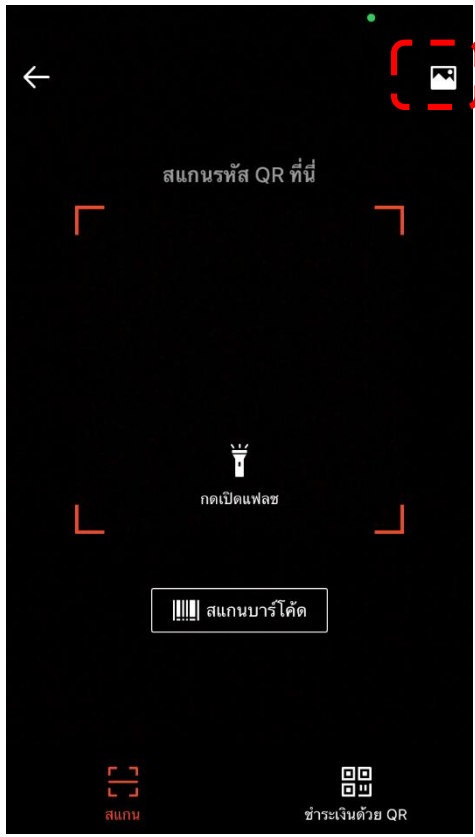 สแกนรหัส QR ที่นี่
กดเปิดแฟลช
สแกนบาร์โค้ด
สแกน
ชำระเงินด้วย QR